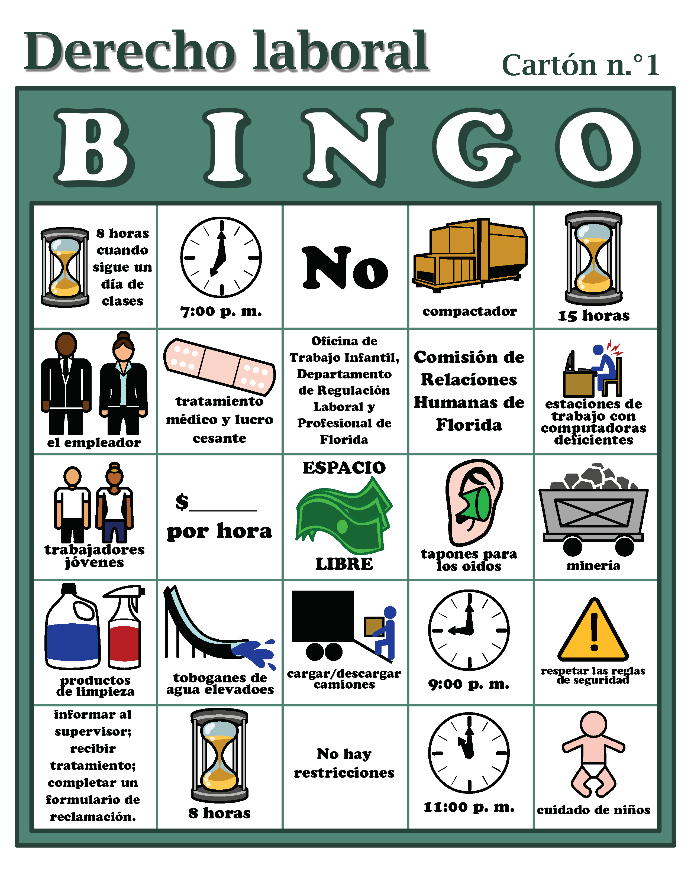 Derecho laboral
Cartón n.°1
B I N G O
8 horas
cuando
sigue un
día de
clases
7:00 p. m.
No
compactador
15 horas
el empleador
tratamiento
médico y lucro
cesante
Oficina de
Trabajo Infantil,
Departamento
de Regulación
Laboral y
Profesional de
Florida
Comisión de
Relaciones
Humanas de
Florida
estaciones de
trabajo con
computadoras
deficientes
trabajadores
jóvenes
$______
por hora
ESPACIO
LIBRE
tapones para
los oidos
minería
productos
de limpieza
toboganes de
agua elevadoes
cargar/descargar
camiones
9:00 p. m.
respetar las reglas
de seguridad
informar al
supervisor;
recibir
tratamiento;
completar un
formulario de
reclamación.
8 horas
No hay
restricciones
11:00 p. m.
cuidado de niños